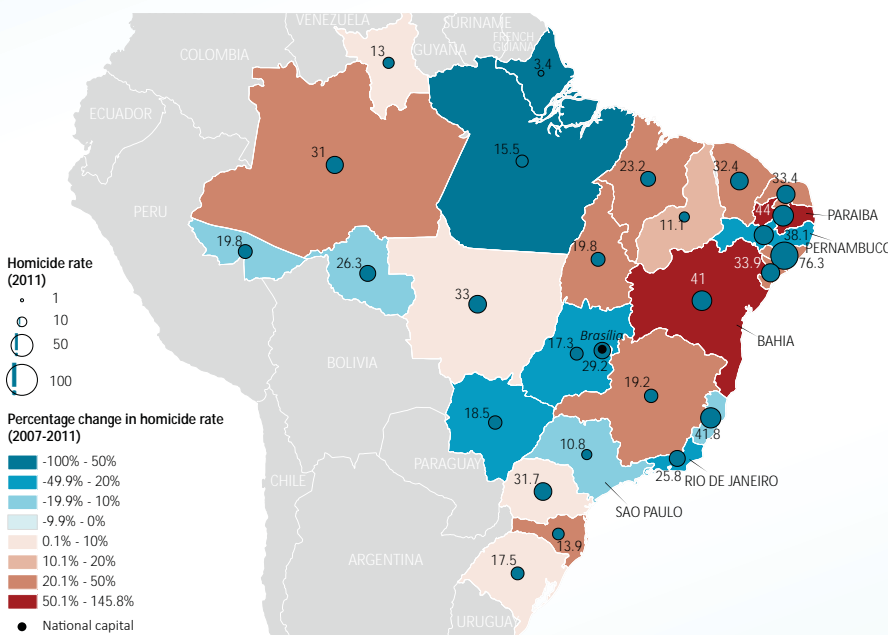 VENEZUELA
SURINAME
FRENCH
GUIANA
GUYANA
COLOMBIA
ECUADOR
PERU
BOLIVIA
PARAGUAY
CHILE
ARGENTINA
URUGUA
13
3.4
31
15.5
23.2
32.4
33.4
11.1
44
PARAIBA
38.1
PERNAMBUCO
76.3
33.9
19.8
19.8
26.3
33
41
BAHIA
Brasília
17.3
29.2
19.2
18.5
41.8
10.8
25.8
RIO DE JANEIRO
SAO PAULO
31.7
13.9
17.5
Homicide rate
(2011)
1
10
50
100
Percentage change in homicide rate
(2007-2011)
-100% - 50%
-49.9% - 20%
-19.9% - 10%
-9.9% - 0%
0.1% - 10%
10.1% - 20%
20.1% - 50%
50.1% - 145.8%
National capital